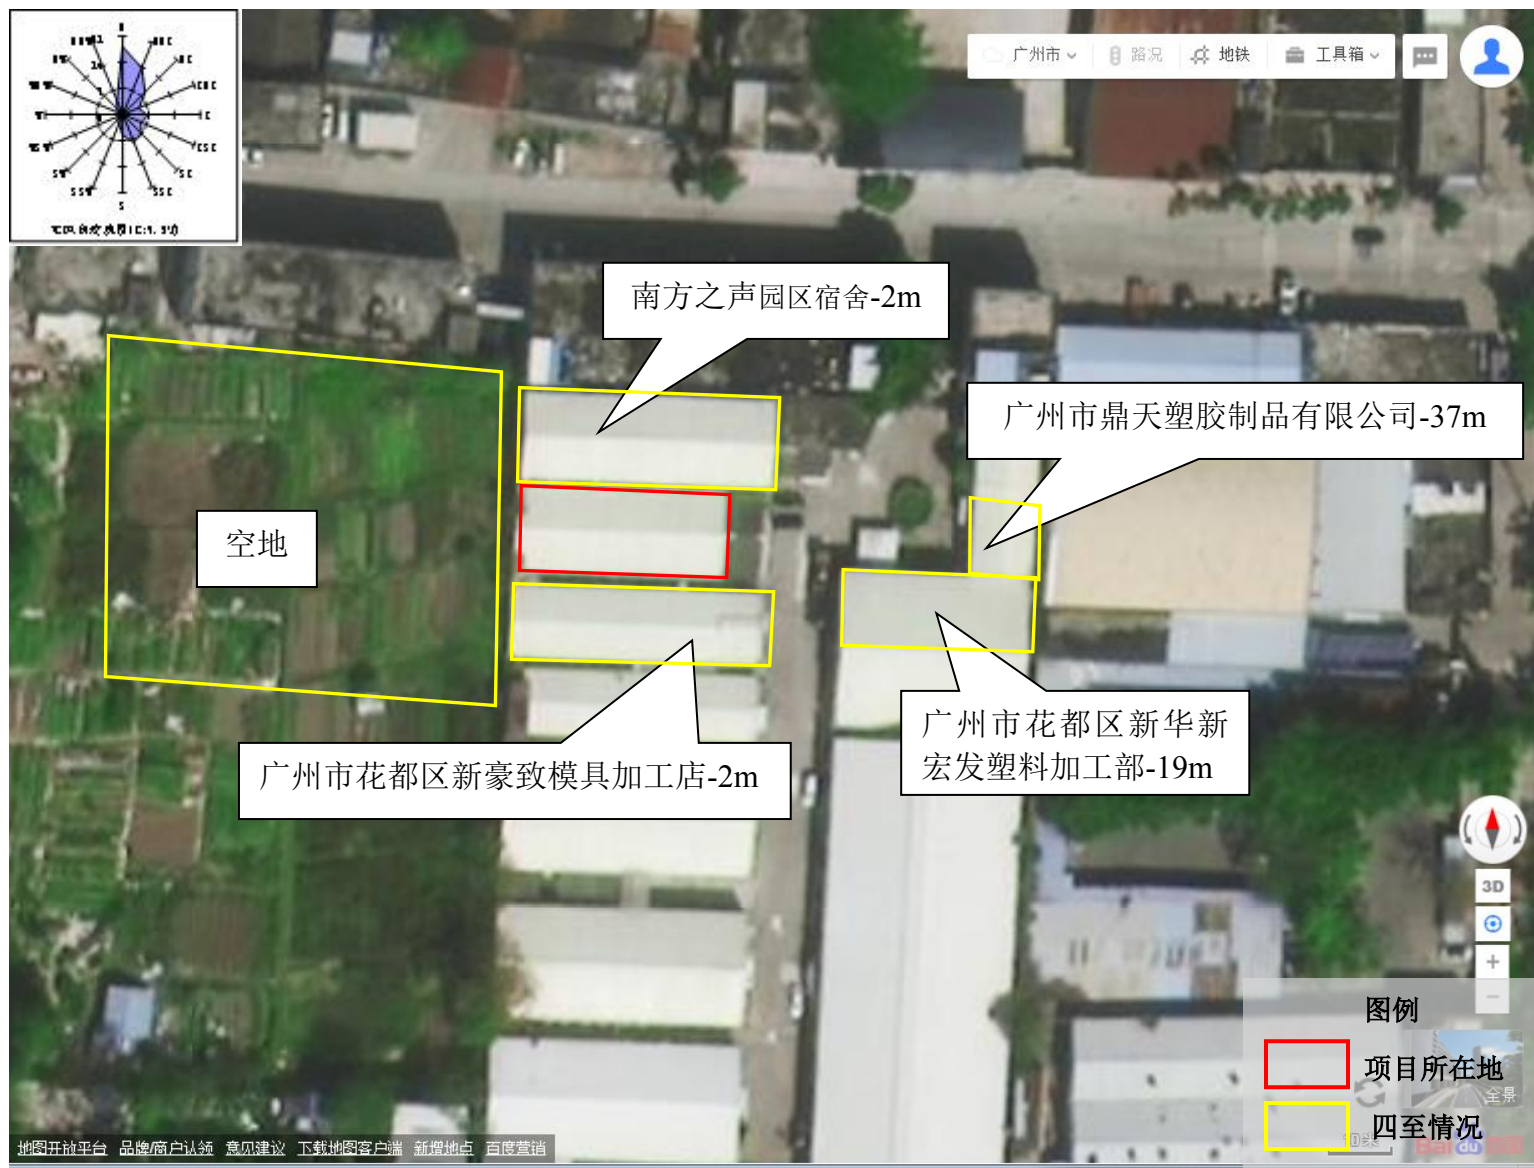 N
S
SSW
广州市
路况
地铁
工具箱
南方之声园区宿舍-2m
广州市鼎天塑胶制品有限公司-37m
空地
广州市花都区新华新
宏发塑料加工部-19m
广州市花都区新豪致模具加工店-2m
3D
图例
项目所在地
全景
四至情况
地图开放平台 品牌/商户认领 意见建议 下载地图客户端 新增地点 百度营销